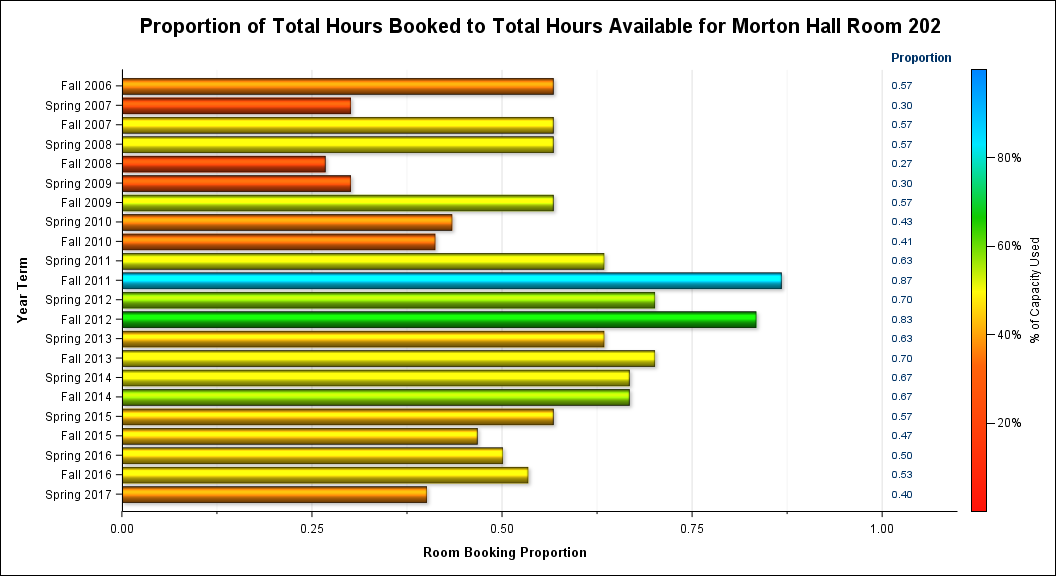 Proportion of Total Hours Booked to Total Hours Available for Morton Hall Room 202
Proportion
Fall 2006 0.57
Spring 2007 0.30
Fall 2007 0.57
Spring 2008 0.57
Fall 2008 0.27
Spring 2009 0.30
Fall 2009 0.57
Spring 2010 0.43
Fall 2010 0.41
Spring 2011 0.63
Fall 2011 0.87
Spring 2012 0.70
Fall 2012 0.83
Spring 2013 0.63
Fall 2013 0.70
Spring 2014 0.67
Fall 2014 0.67
Spring 2015 0.57
Fall 2015 0.47
Spring 2016 0.50
Fall 2016 0.53
Spring 2017 0.40
Year Term
0.00 0.25 0.50 0.75 1.00
Room Booking Proportion
80%
60%
40%
20%
% of Capacity Used